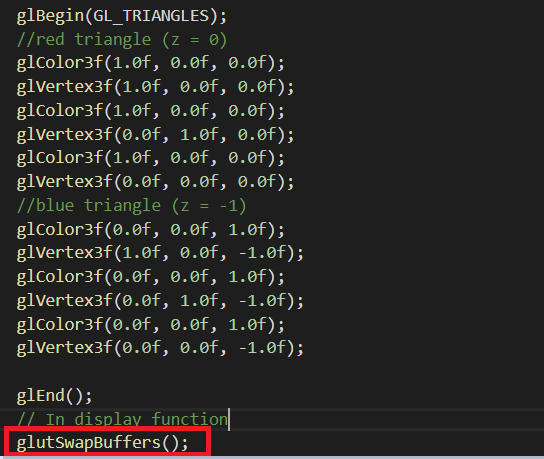 glBegin(GL_TRIANGLES);
//red triangle (z = 0)
glColor3f(1.0f, 0.0f, 0.0f);
glVertex3f(1.0f, 0.0f, 0.0f);
glColor3f(1.0f, 0.0f, 0.0f);
glVertex3f(0.0f, 1.0f, 0.0f);
glColor3f(1.0f, 0.0f, 0.0f);
glVertex3f(0.0f, 0.0f, 0.0f);
//blue triangle (z = -1)
glColor3f(0.0f, 0.0f, 1.0f);
glVertex3f(1.0f, 0.0f, -1.0f);
glColor3f(0.0f, 0.0f, 1.0f);
glVertex3f(0.0f, 1.0f, -1.0f);
glColor3f(0.0f, 0.0f, 1.0f);
glVertex3f(0.0f, 0.0f, -1.0f);
glEnd();
// In display function
glutSwapBuffers();